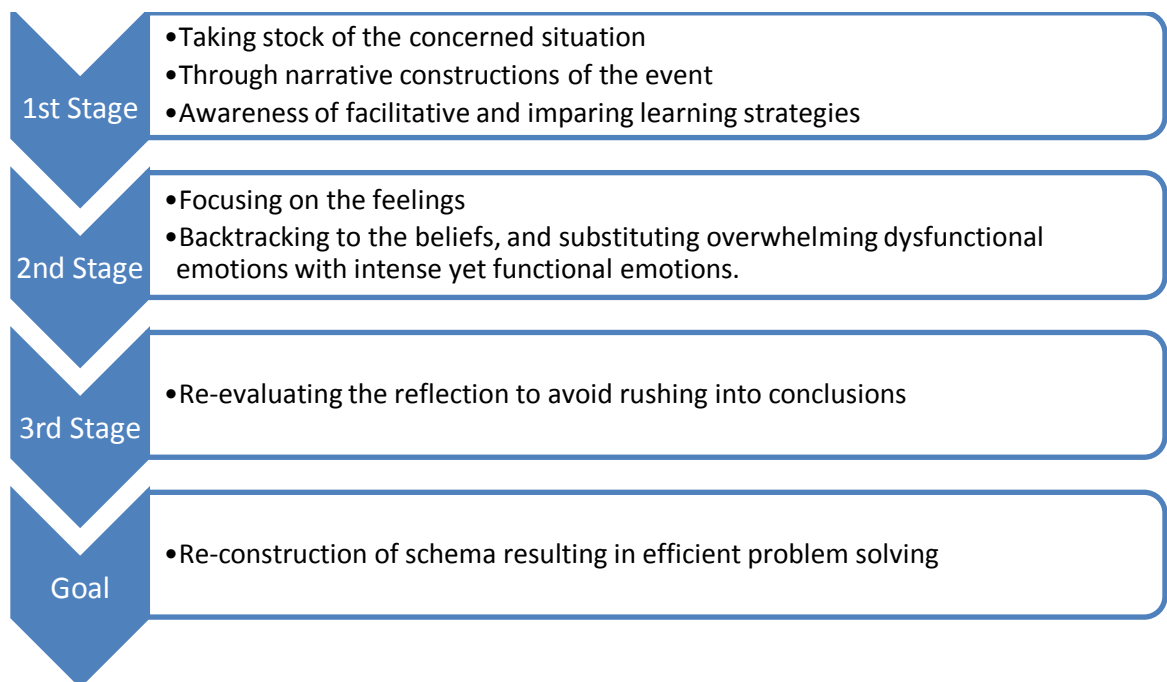 1st Stage
•Taking stock of the concerned situation
•Through narrative constructions of the event
•Awareness of facilitative and imparing learning strategies
2nd Stage
•Focusing on the feelings
•Backtracking to the beliefs, and substituting overwhelming dysfunctional
emotions with intense yet functional emotions.
3rd Stage
•Re-evaluating the reflection to avoid rushing into conclusions
Goal
•Re-construction of schema resulting in efficient problem solving